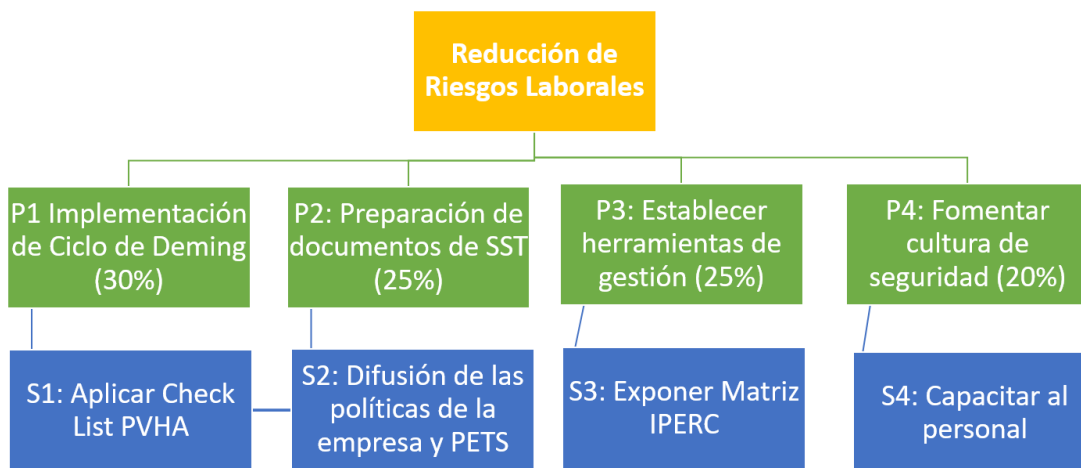 Reducción de
Riesgos Laborales
P1 Implementación
de Ciclo de Deming
(30%)
P2: Preparación de
documentos de SST
(25%)
P3: Establecer
herramientas de
gestión (25%)
P4: Fomentar
cultura de
seguridad (20%)
S1: Aplicar Check
List PVHA
S2: Difusión de las
políticas de la
empresa y PETS
S3: Exponer Matriz
IPERC
S4: Capacitar al
personal